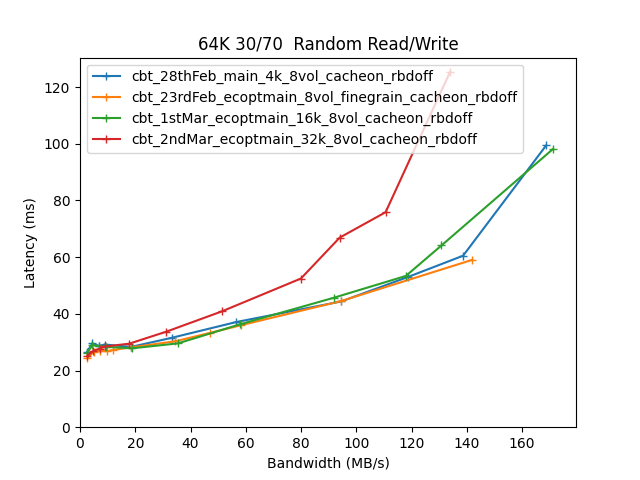 64K 30/70  Random Read/Write
cbt_28thFeb_main_4k_8vol_cacheon_rbdoff
cbt_23rdFeb_ecoptmain_8vol_finegrain_cacheon_rbdoff
cbt_1stMar_ecoptmain_16k_8vol_cacheon_rbdoff
cbt_2ndMar_ecoptmain_32k_8vol_cacheon_rbdoff
120
100
80
60
40
20
0
Latency (ms)
0 20 40 60 80 100 120 140 160
Bandwidth (MB/s)